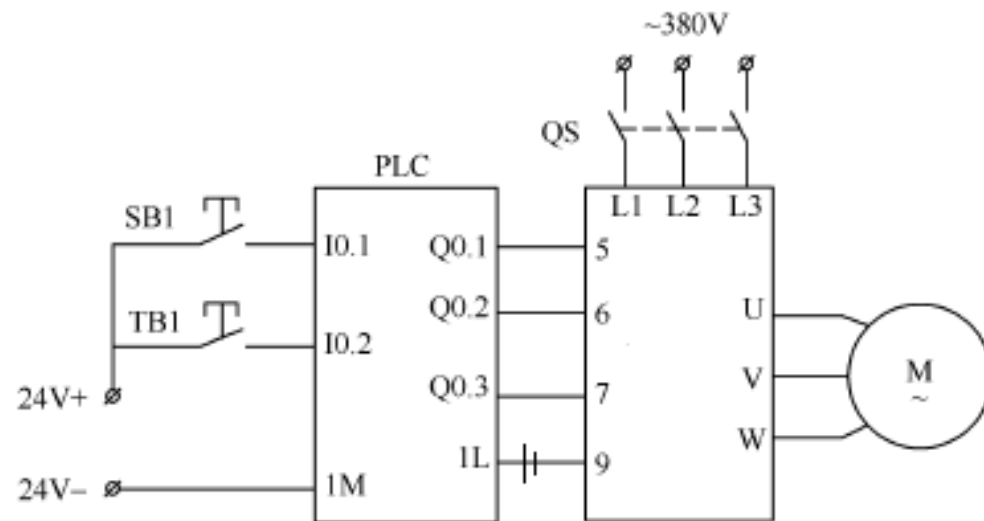 ~380V
QS
PLC
L1 L2 L3
SB1
I0.1
Q0.1
5
Q0.2
6
U
TB1
I0.2
Q0.3
7
V
M
~
24V+
W
1L
9
24V−
1M